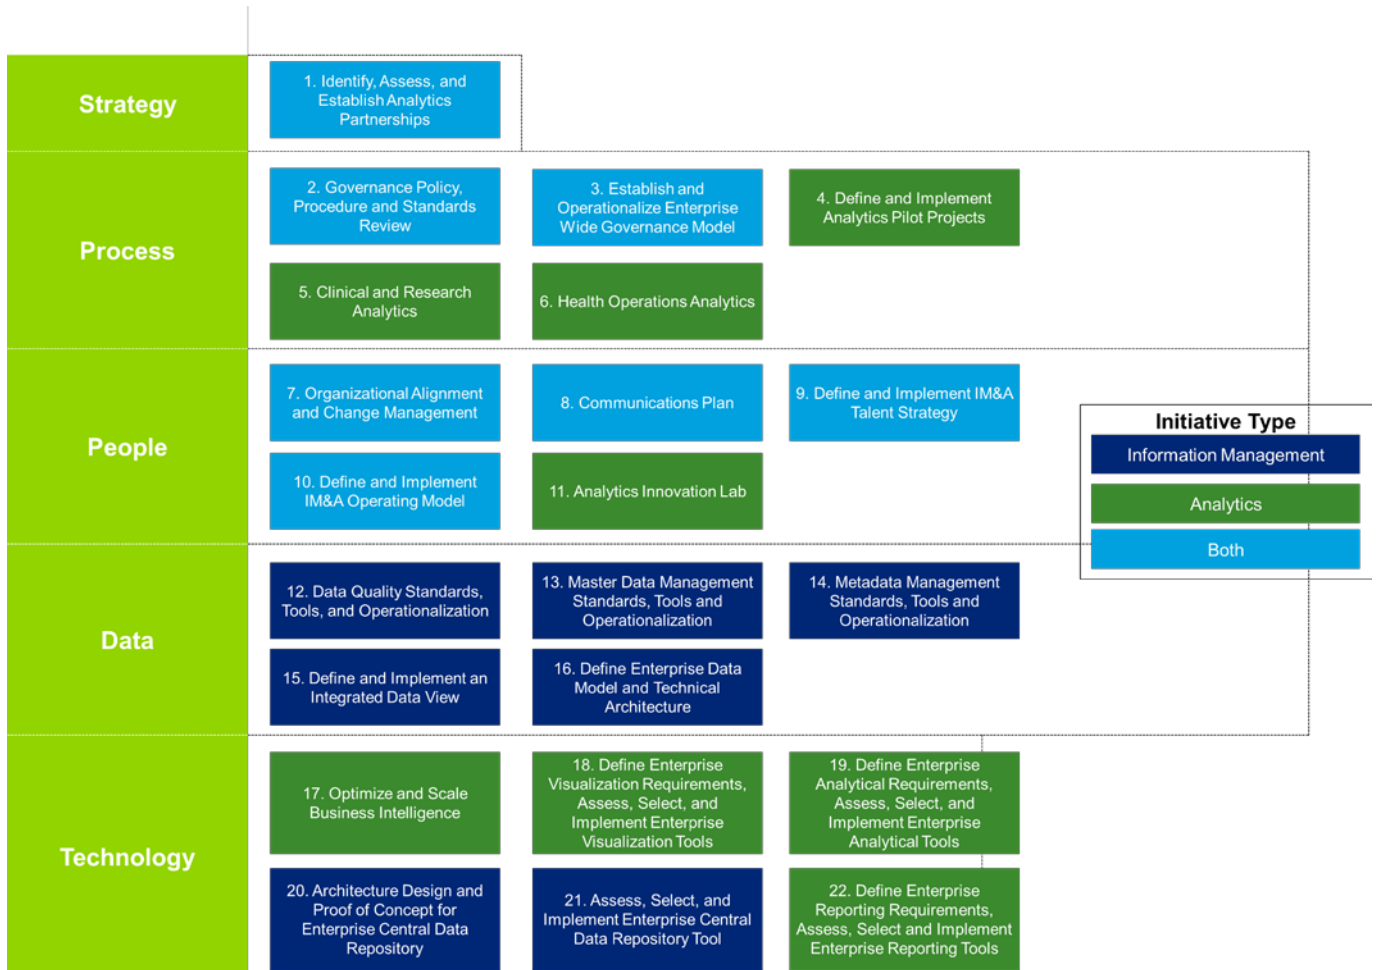 Strategy
1. Identify, Assess, and
Establish Analytics
Partnerships
Process
2. Governance Policy,
Procedure and Standards
Review
3. Establish and
Operationalize Enterprise
Wide Governance Model
4. Define and Implement
Analytics Pilot Projects
5. Clinical and Research
Analytics
6. Health Operations Analytics
People
7. Organizational Alignment
and Change Management
8. Communications Plan
9. Define and Implement IM&A
Talent Strategy
10. Define and Implement
IM&A Operating Model
11. Analytics Innovation Lab
Initiative Type
Information Management
Analytics
Both
Data
12. Data Quality Standards,
Tools, and Operationalization
13. Master Data Management
Standards, Tools and
Operationalization
14. Metadata Management
Standards, Tools and
Operationalization
15. Define and Implement an
Integrated Data View
16. Define Enterprise Data
Model and Technical
Architecture
Technology
17. Optimize and Scale
Business Intelligence
18. Define Enterprise
Visualization Requirements,
Assess, Select, and
Implement Enterprise
Visualization Tools
19. Define Enterprise
Analytical Requirements,
Assess, Select, and
Implement Enterprise
Analytical Tools
20. Architecture Design and
Proof of Concept for
Enterprise Central Data
Repository
21. Assess, Select, and
Implement Enterprise Central
Data Repository Tool
22. Define Enterprise
Reporting Requirements,
Assess, Select and Implement
Enterprise Reporting Tools